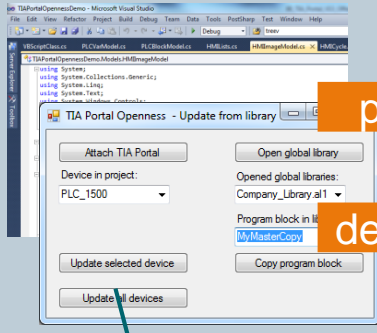 TIAPortalOpennessDemo - Microsoft Visual Studio
File Edit View Refactor Project Build Debug Team Data Tools PostSharp Test Window Help
Debug treev
VBScriptClass.cs PLCVarModel.cs PLCBlockModel.cs HMILists.cs HMIImageModel.cs HMICycle
TIAPortalOpennessDemo.Models.HMIImageModel
using System;
using System.Collections.Generic;
using System.Linq;
using System.Text;
using System.Windows.Controls;
Server Explorer
Toolbox
TIA Portal Openness - Update from library
p
Attach TIA Portal Open global library
Device in project: Opened global libraries:
PLC_1500 Company_Library.al1
Program block in li
de
MyMasterCopy
Update selected device Copy program block
Update all devices